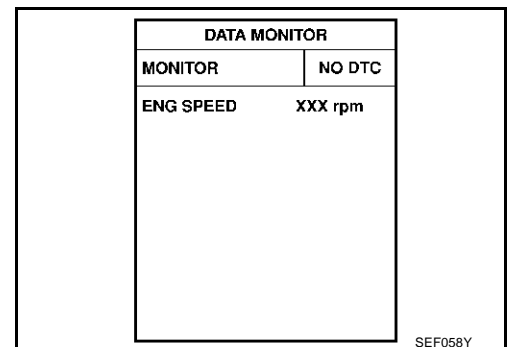 DATA MONITOR
MONITOR NO DTC
ENG SPEED XXX rpm
SEF058Y